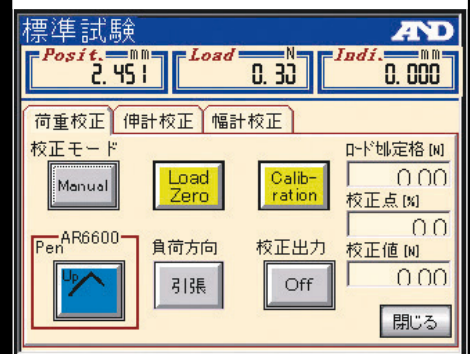 標準試験 AND
Posit. mm Load N Indi. mm
2.451 0.30 0.000
荷重校正 伸計校正 幅計校正
校正モード ロードセル定格 [N]
Manual Load Zero Calib-ration 0.00
校正点 [%]
0.0
Pen AR6600 負荷方向 校正出力 校正値 [N]
Up 引張 Off 0.00
閉じる